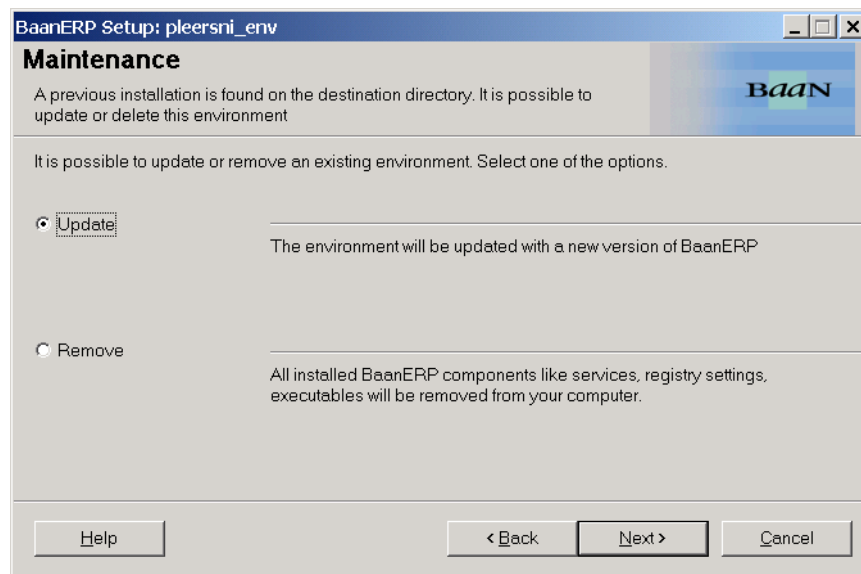 BaanERP Setup: pleersni_env
Maintenance
A previous installation is found on the destination directory. It is possible to
update or delete this environment
BaaN
It is possible to update or remove an existing environment. Select one of the options.
Update
The environment will be updated with a new version of BaanERP
Remove
All installed BaanERP components like services, registry settings,
executables will be removed from your computer.
Help
< Back
Next >
Cancel